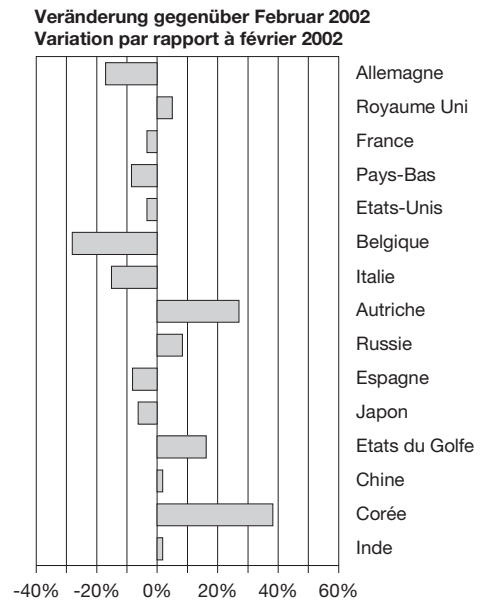 Veränderung gegenüber Februar 2002
Variation par rapport à février 2002
Allemagne
Royaume Uni
France
Pays-Bas
Etats-Unis
Belgique
Italie
Autriche
Russie
Espagne
Japon
Etats du Golfe
Chine
Corée
Inde
-40% -20% 0% 20% 40% 60%